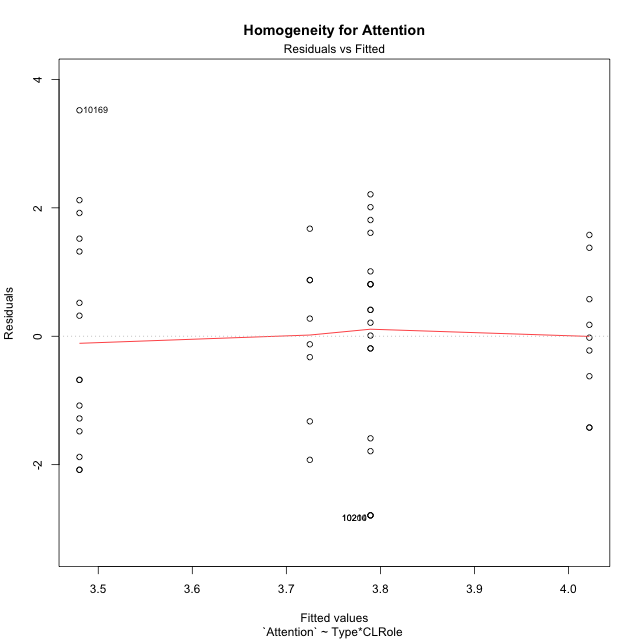 Homogeneity for Attention
Residuals vs Fitted
4
2
0
-2
Residuals
10169
3.5
3.6
3.7
3.8
3.9
4.0
Fitted values
`Attention` ~ Type*CLRole